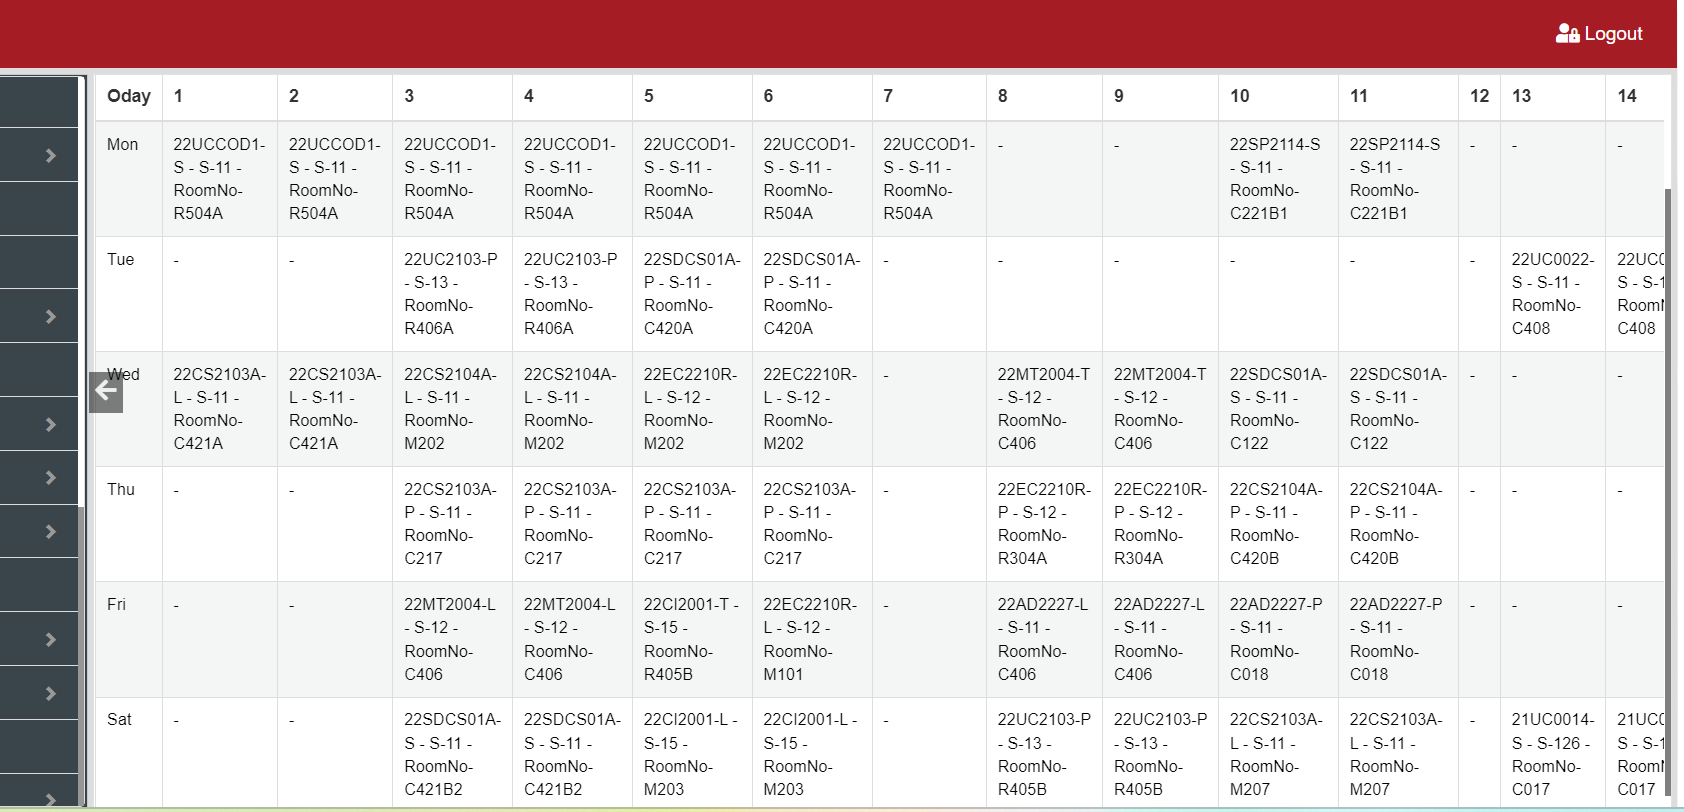 Logout
Oday 1 2 3 4 5 6 7 8 9 10 11 12 13 14
Mon 22UCCOD1- 22UCCOD1- 22UCCOD1- 22UCCOD1- 22UCCOD1- 22UCCOD1- 22UCCOD1- - - 22SP2114-S 22SP2114-S - - -
S - S-11 - S - S-11 - S - S-11 - S - S-11 - S - S-11 - S - S-11 - S - S-11 - - S-11 - - S-11 -
RoomNo- RoomNo- RoomNo- RoomNo- RoomNo- RoomNo- RoomNo- RoomNo- RoomNo-
R504A R504A R504A R504A R504A R504A R504A C221B1 C221B1
Tue - - 22UC2103-P 22UC2103-P 22SDCS01A- 22SDCS01A- - - - - - - 22UC0022- 22UC0
- S-13 - - S-13 - P - S-11 - P - S-11 - S - S-11 - S - S-1
RoomNo- RoomNo- RoomNo- RoomNo- RoomNo- RoomN
R406A R406A C420A C420A C408 C408
Wed 22CS2103A- 22CS2103A- 22CS2104A- 22CS2104A- 22EC2210R- 22EC2210R- - 22MT2004-T 22MT2004-T 22SDCS01A- 22SDCS01A- - - -
L - S-11 - L - S-11 - L - S-11 - L - S-11 - L - S-12 - L - S-12 - - S-12 - - S-12 - S - S-11 - S - S-11 -
RoomNo- RoomNo- RoomNo- RoomNo- RoomNo- RoomNo- RoomNo- RoomNo- RoomNo- RoomNo-
C421A C421A M202 M202 M202 M202 C406 C406 C122 C122
Thu - - 22CS2103A- 22CS2103A- 22CS2103A- 22CS2103A- - 22EC2210R- 22EC2210R- 22CS2104A- 22CS2104A- - - -
P - S-11 - P - S-11 - P - S-11 - P - S-11 - P - S-12 - P - S-12 - P - S-11 - P - S-11 -
RoomNo- RoomNo- RoomNo- RoomNo- RoomNo- RoomNo- RoomNo- RoomNo-
C217 C217 C217 C217 R304A R304A C420B C420B
Fri - - 22MT2004-L 22MT2004-L 22CI2001-T - 22EC2210R- - 22AD2227-L 22AD2227-L 22AD2227-P 22AD2227-P - - -
- S-12 - - S-12 - S-15 - L - S-12 - - S-11 - - S-11 - - S-11 - - S-11 -
RoomNo- RoomNo- RoomNo- RoomNo- RoomNo- RoomNo- RoomNo- RoomNo-
C406 C406 R405B M101 C406 C406 C018 C018
Sat - - 22SDCS01A- 22SDCS01A- 22CI2001-L - 22CI2001-L - - 22UC2103-P 22UC2103-P 22CS2103A- 22CS2103A- - 21UC0014- 21UC0
S - S-11 - S - S-11 - S-15 - S-15 - - S-13 - - S-13 - L - S-11 - L - S-11 - S - S-126 - S - S-1
RoomNo- RoomNo- RoomNo- RoomNo- RoomNo- RoomNo- RoomNo- RoomNo- RoomNo- RoomN
C421B2 C421B2 M203 M203 R405B R405B M207 M207 C017 C017